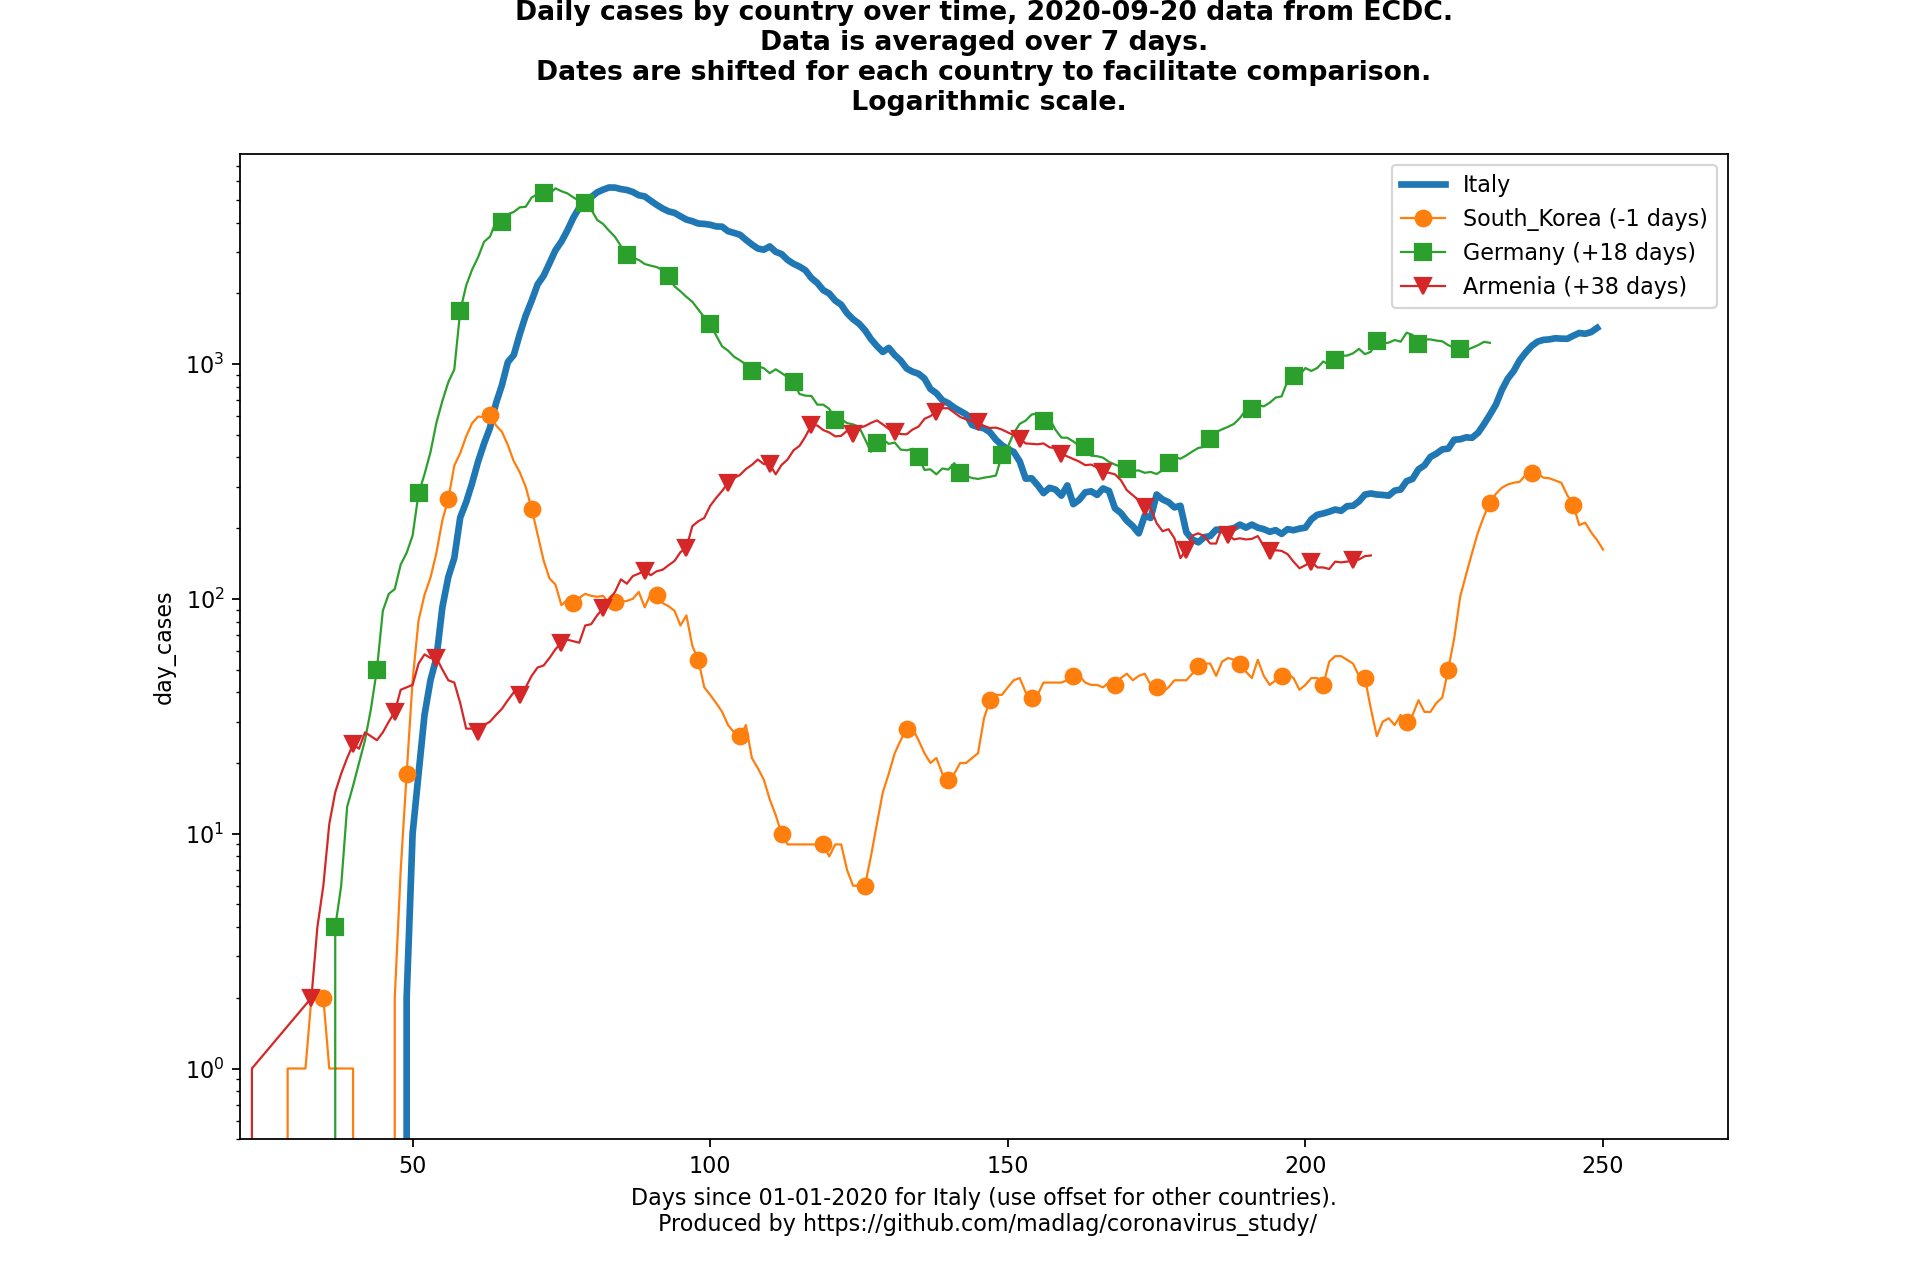 Daily cases by country over time, 2020-09-20 data from ECDC.
Data is averaged over 7 days.
Dates are shifted for each country to facilitate comparison.
Logarithmic scale.
Italy
South_Korea (-1 days)
Germany (+18 days)
Armenia (+38 days)
day_cases
10³
10²
10¹
10⁰
50 100 150 200 250
Days since 01-01-2020 for Italy (use offset for other countries).
Produced by https://github.com/madlag/coronavirus_study/